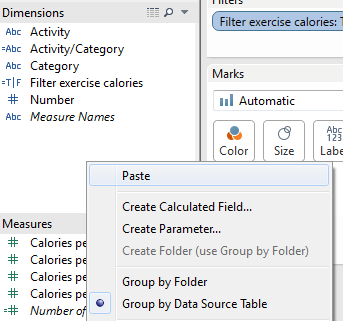 Dimensions
Abc Activity
=Abc Activity/Category
Abc Category
=T|F Filter exercise calories
# Number
Abc Measure Names
Measures
# Calories pe
# Calories pe
# Calories pe
# Calories pe
# Number of
Filters
Filter exercise calories: T
Marks
Automatic
Color
Size
Abc
123
Labe
Paste
Create Calculated Field...
Create Parameter...
Create Folder (use Group by Folder)
Group by Folder
Group by Data Source Table